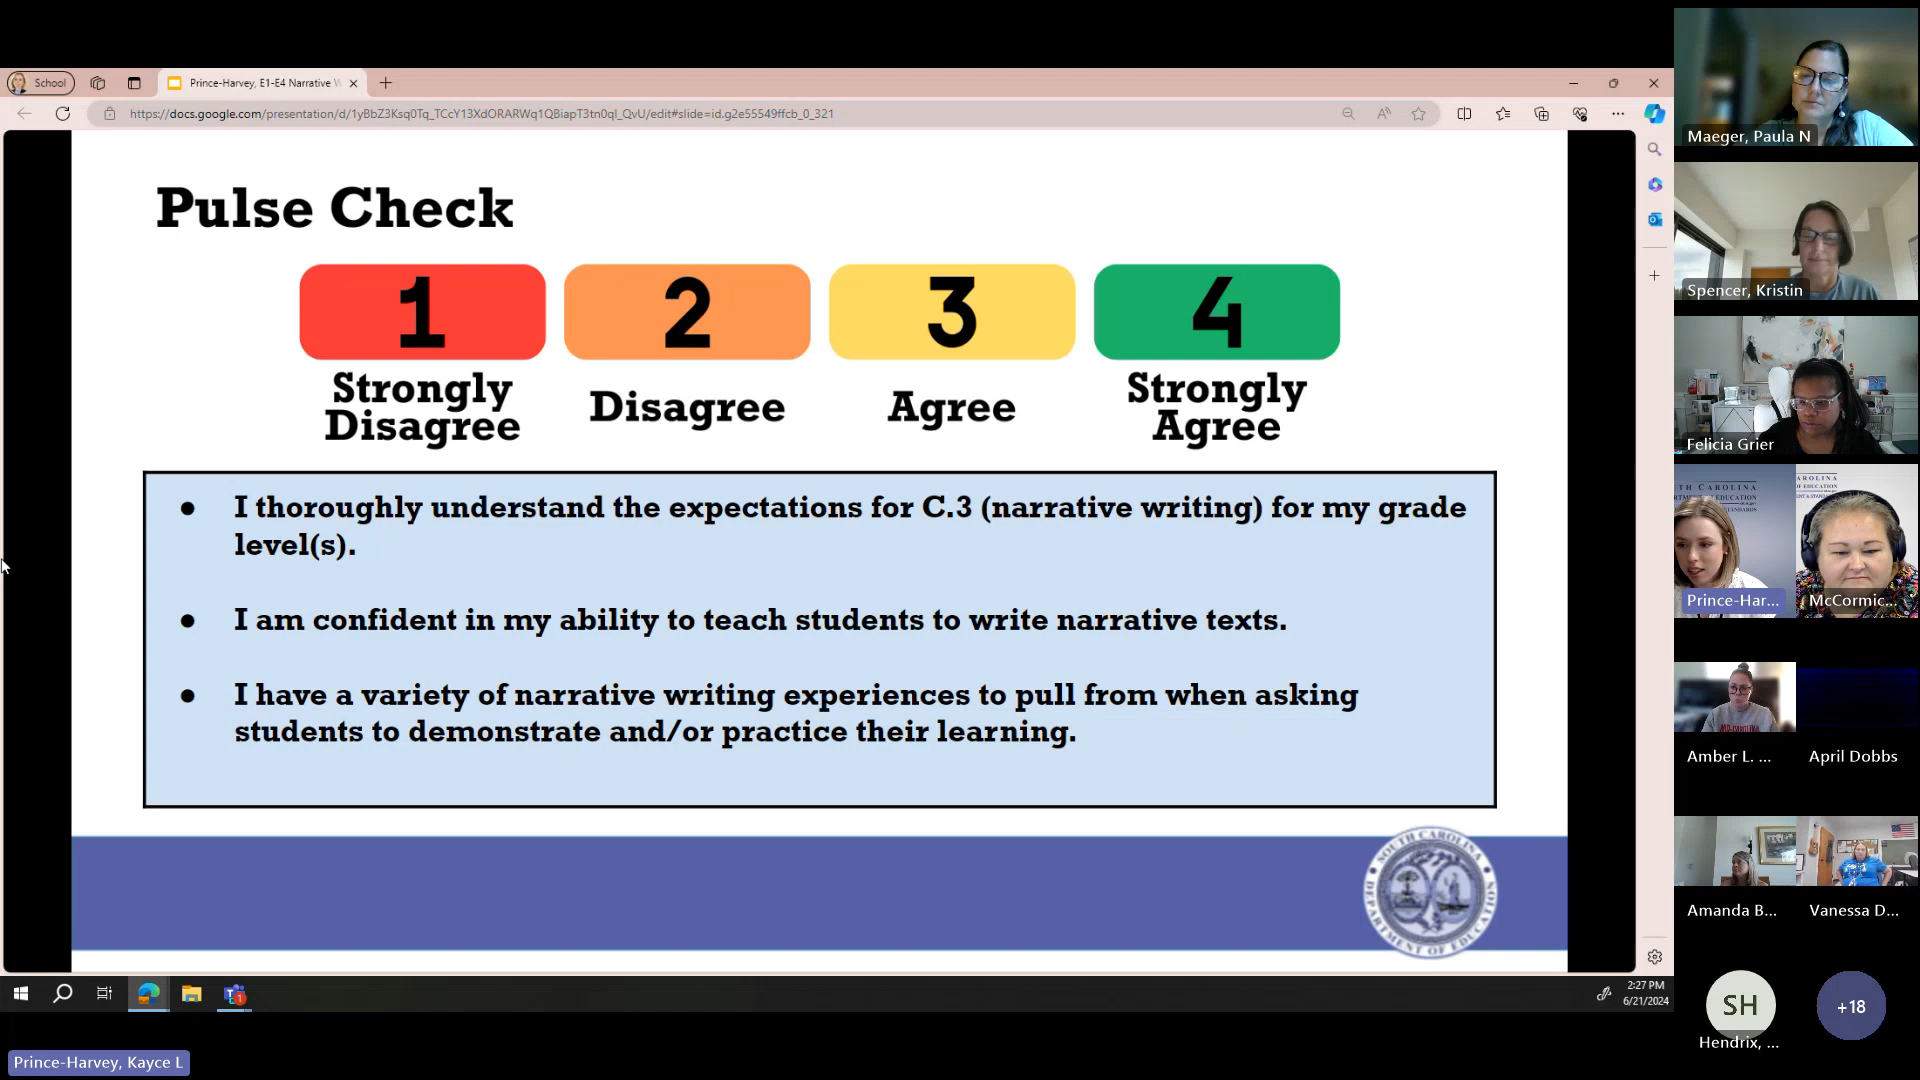 School
Prince-Harvey, E1-E4 Narrative W
https://docs.google.com/presentation/d/1yBbZ3Ksq0Tq_TCcY13XdORARWq1QBiapT3tn0ql_QvU/edit#slide=id.g2e55549ffcb_0_321
Pulse Check
1
2
3
4
Strongly
Disagree
Disagree
Agree
Strongly
Agree
● I thoroughly understand the expectations for C.3 (narrative writing) for my grade
level(s).
● I am confident in my ability to teach students to write narrative texts.
● I have a variety of narrative writing experiences to pull from when asking
students to demonstrate and/or practice their learning.
SOUTH CAROLINA
DEPARTMENT OF EDUCATION
2:27 PM
6/21/2024
Prince-Harvey, Kayce L
Maeger, Paula N
Spencer, Kristin
Felicia Grier
Prince-Har...
McCormic...
Amber L. ...
April Dobbs
Amanda B...
Vanessa D...
SH
Hendrix, ...
+18